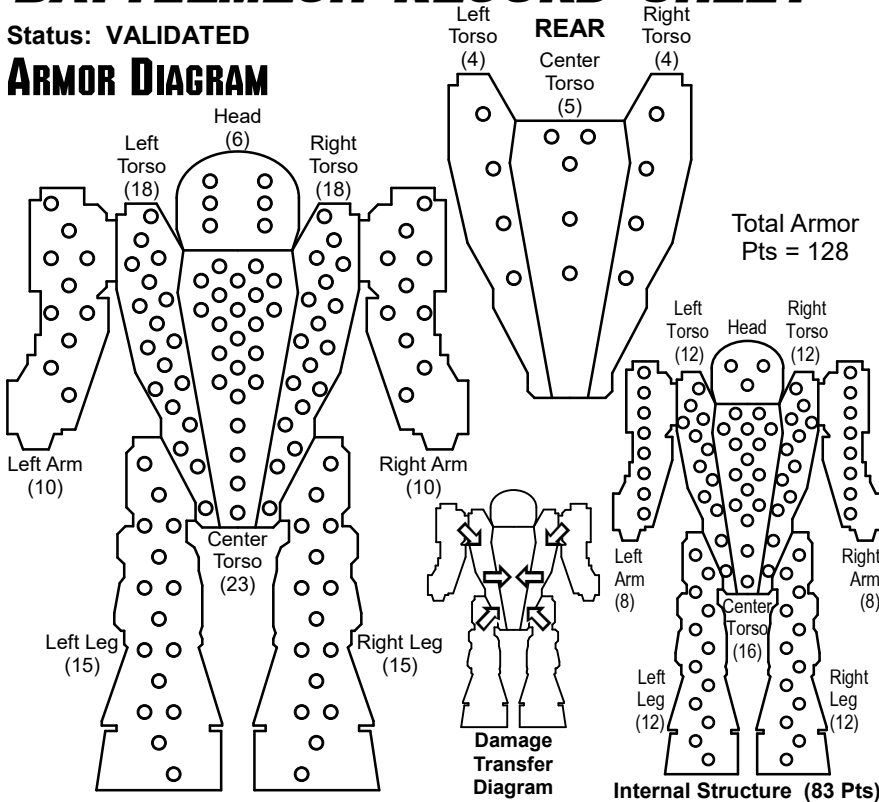 BATTLEMECH RECORD SHEET
Status: VALIDATED
ARMOR DIAGRAM
Head
(6)
Left
Torso
(18)
Right
Torso
(18)
Left Arm
(10)
Right Arm
(10)
Center
Torso
(23)
Left Leg
(15)
Right Leg
(15)
Left
Torso
(4)
REAR
Center
Torso
(5)
Right
Torso
(4)
Total Armor
Pts = 128
Left
Torso
(12)
Head
Right
Torso
(12)
Left
Arm
(8)
Right
Arm
(8)
Center
Torso
(16)
Left
Leg
(12)
Right
Leg
(12)
Damage
Transfer
Diagram
Internal Structure (83 Pts)